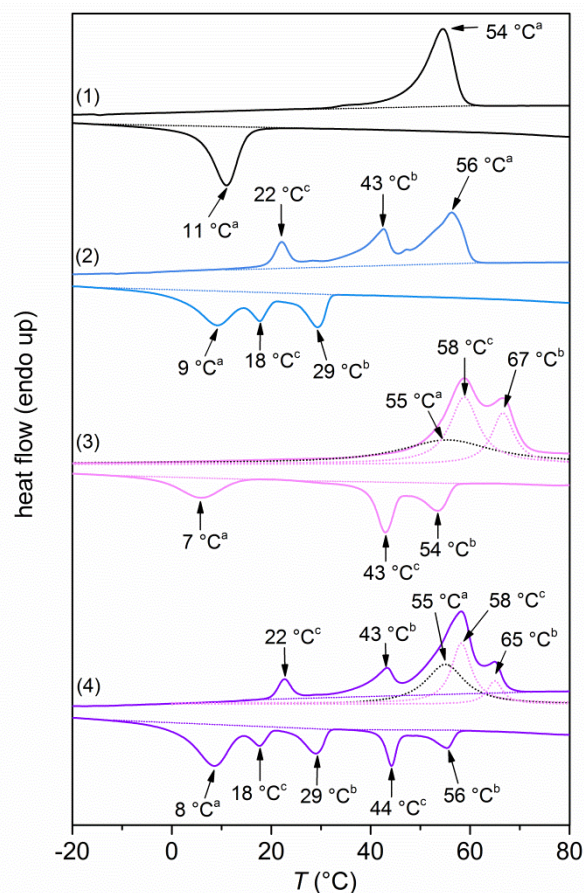 54 °Cᵃ
(1)
11 °Cᵃ
56 °Cᵃ
43 °Cᵇ
22 °Cᶜ
(2)
9 °Cᵃ
18 °Cᶜ
29 °Cᵇ
58 °Cᶜ
67 °Cᵇ
55 °Cᵃ
(3)
7 °Cᵃ
43 °Cᶜ
54 °Cᵇ
55 °Cᵃ
58 °Cᶜ
22 °Cᶜ
43 °Cᵇ
65 °Cᵇ
(4)
8 °Cᵃ
18 °Cᶜ
29 °Cᵇ
44 °Cᶜ
56 °Cᵇ
heat flow (endo up)
-20 0 20 40 60 80
T (°C)